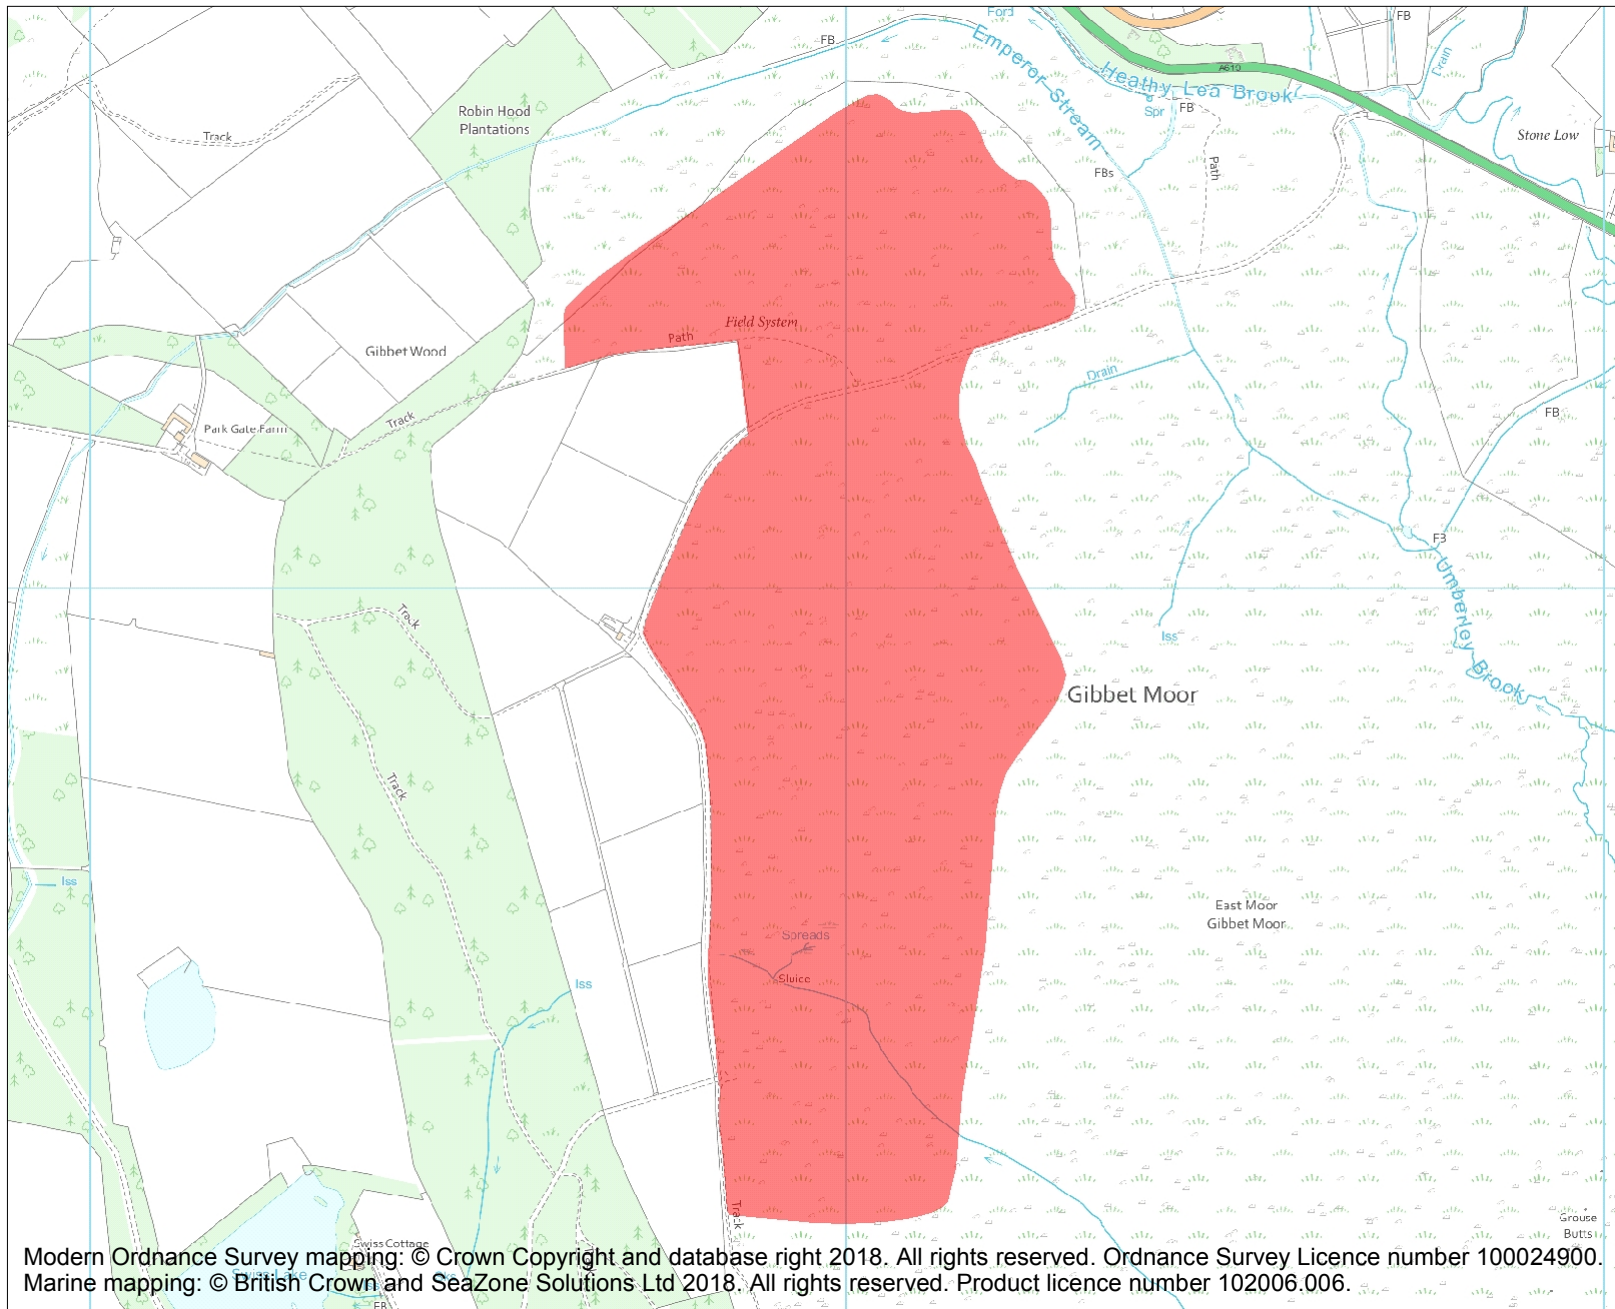 Ford
FB
FB
Emperor Stream
Heathy Lea Brook
A619
Drain
Robin Hood
Plantations
Track
Spr
FB
Stone Low
Path
FBs
Field System
Path
Gibbet Wood
Drain
Track
FB
Park Gate Farm
Umberley Brook
Track
Iss
Gibbet Moor
Track
Iss
East Moor
Gibbet Moor
Spreads
Sluice
Iss
Track
Grouse
Butts
Swiss Cottage
Modern Ordnance Survey mapping: © Crown Copyright and database right 2018. All rights reserved. Ordnance Survey Licence number 100024900.
Swiss Lake
Marine mapping: © British Crown and SeaZone Solutions Ltd 2018. All rights reserved. Product licence number 102006.006.
FB